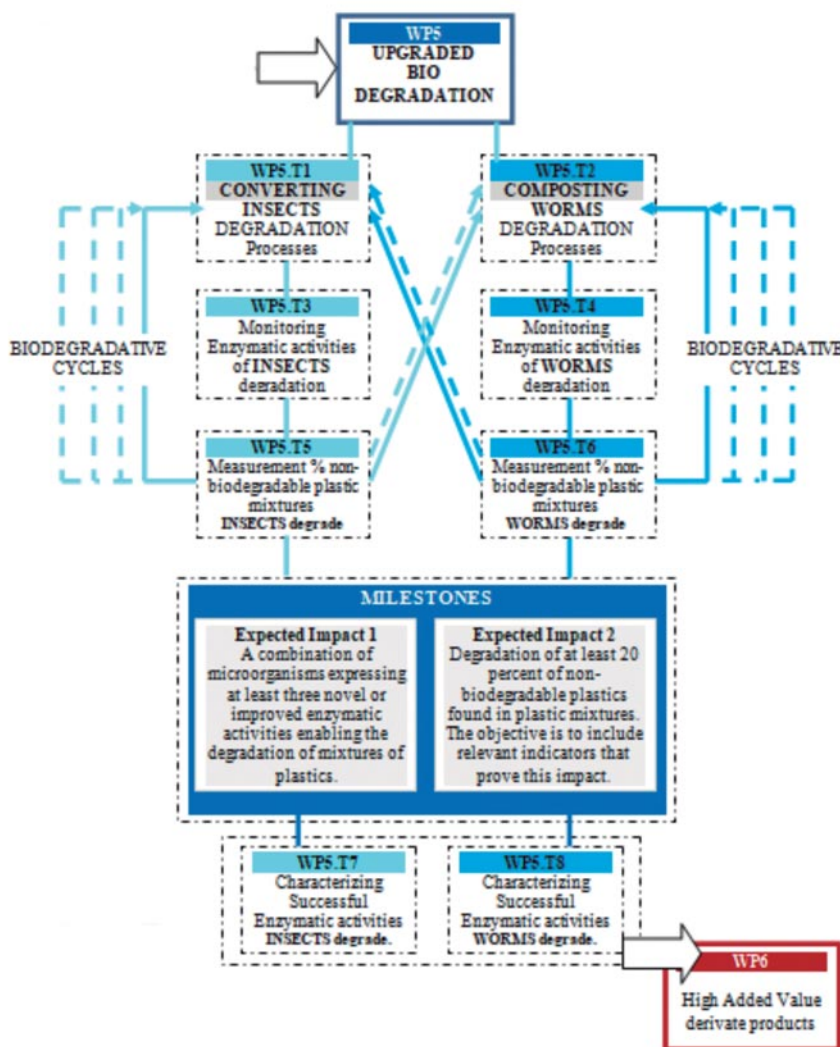 WP5
UPGRADED
BIO
DEGRADATION
WP5.T1
CONVERTING
INSECTS
DEGRADATION
Processes
WP5.T2
COMPOSTING
WORMS
DEGRADATION
Processes
BIODEGRADATIVE
CYCLES
WP5.T3
Monitoring
Enzymatic activities
of INSECTS
degradation
WP5.T4
Monitoring
Enzymatic activities
of WORMS
degradation
BIODEGRADATIVE
CYCLES
WP5.T5
Measurement % non-
biodegradable plastic
mixtures
INSECTS degrade
WP5.T6
Measurement % non-
biodegradable plastic
mixtures
WORMS degrade
MILESTONES
Expected Impact 1
A combination of
microorganisms expressing
at least three novel or
improved enzymatic
activities enabling the
degradation of mixtures of
plastics.
Expected Impact 2
Degradation of at least 20
percent of non-
biodegradable plastics
found in plastic mixtures.
The objective is to include
relevant indicators that
prove this impact.
WP5.T7
Characterizing
Successful
Enzymatic activities
INSECTS degrade.
WP5.T8
Characterizing
Successful
Enzymatic activities
WORMS degrade.
WP6
High Added Value
derivate products